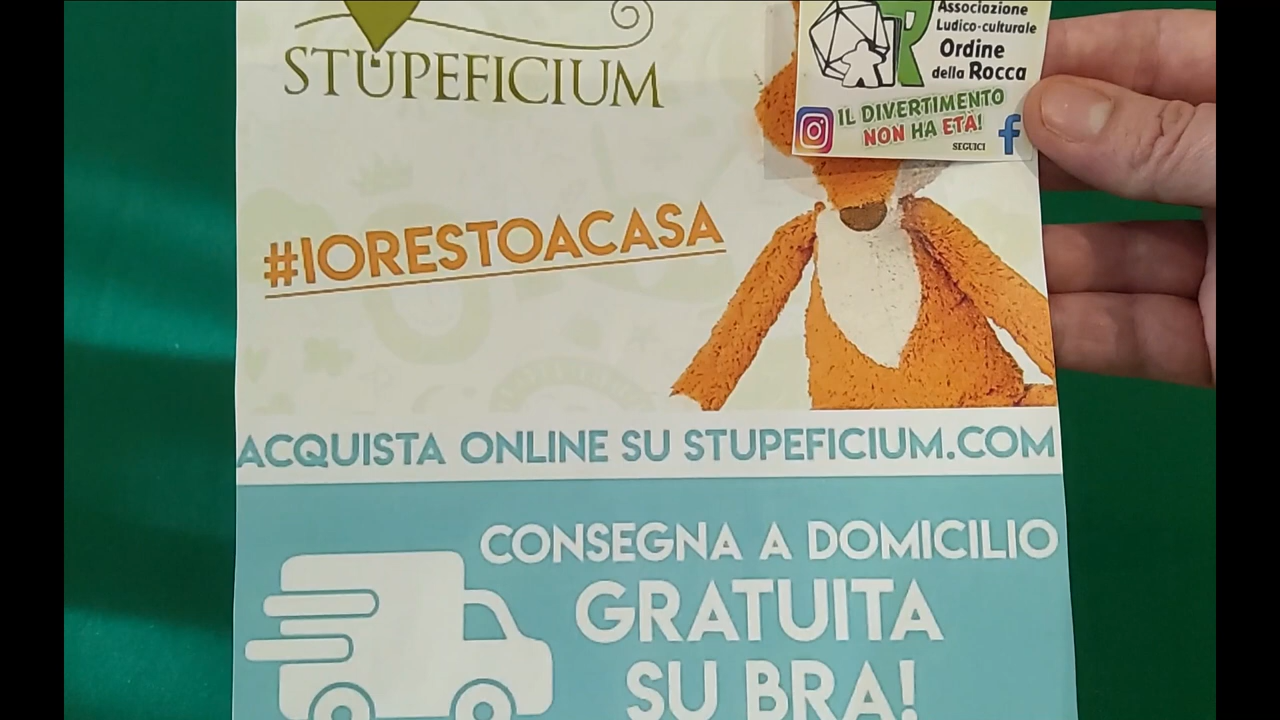 STUPEFICIUM
Associazione
Ludico-culturale
Ordine
della Rocca
R
IL DIVERTIMENTO
NON HA ETÀ!
SEGUICI
#IORESTOACASA
ACQUISTA ONLINE SU STUPEFICIUM.COM
CONSEGNA A DOMICILIO
GRATUITA
SU BRA!